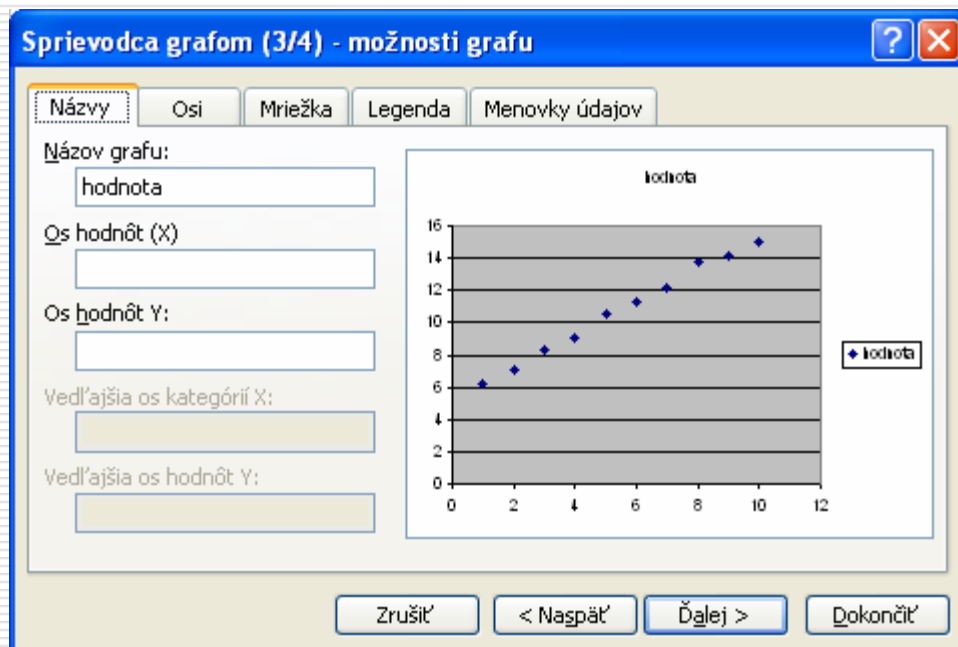 Sprievodca grafom (3/4) - možnosti grafu
Názvy Osi Mriežka Legenda Menovky údajov
Názov grafu:
hodnota
Os hodnôt (X)
Os hodnôt Y:
Vedľajšia os kategórií X:
Vedľajšia os hodnôt Y:
hodnota
16
14
12
10
8
6
4
2
0
0 2 4 6 8 10 12
hodnota
Zrušiť < Naspäť Ďalej > Dokončiť